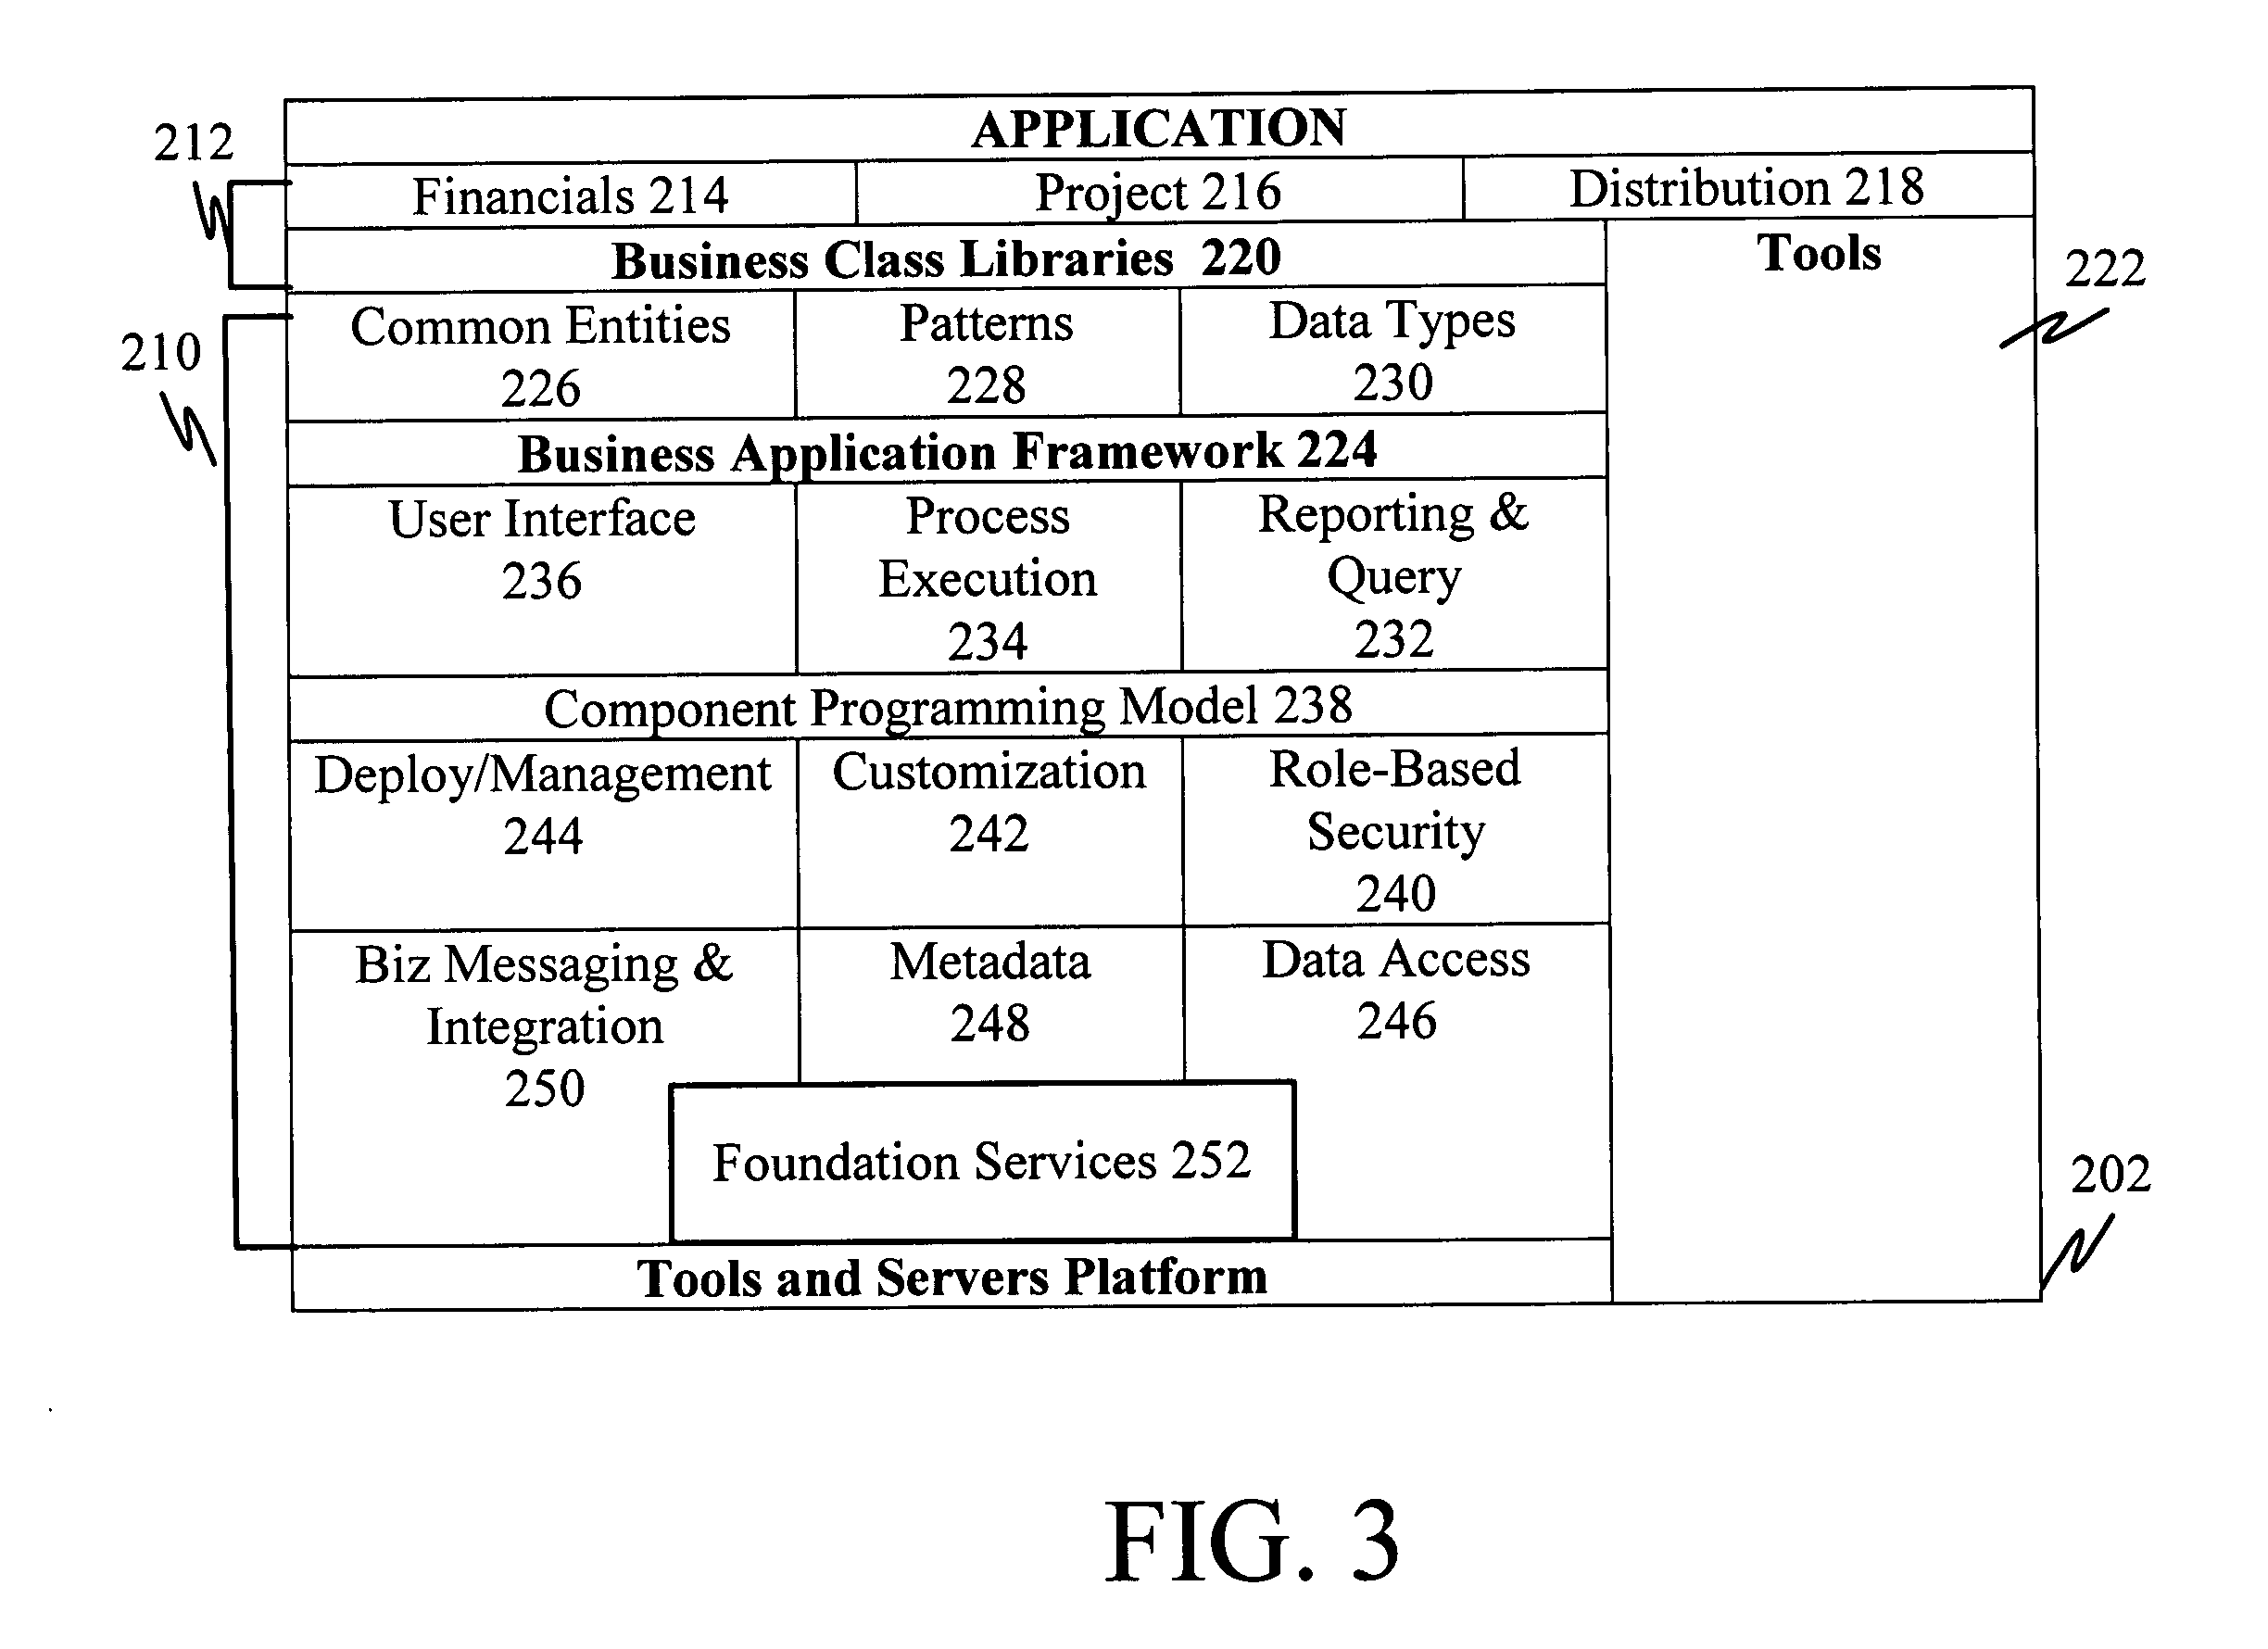 APPLICATION
212
Financials 214
Project 216
Distribution 218
Business Class Libraries 220
Tools
222
210
Common Entities
226
Patterns
228
Data Types
230
Business Application Framework 224
User Interface
236
Process
Execution
234
Reporting &
Query
232
Component Programming Model 238
Deploy/Management
244
Customization
242
Role-Based
Security
240
Biz Messaging &
Integration
250
Metadata
248
Data Access
246
Foundation Services 252
202
Tools and Servers Platform
FIG. 3